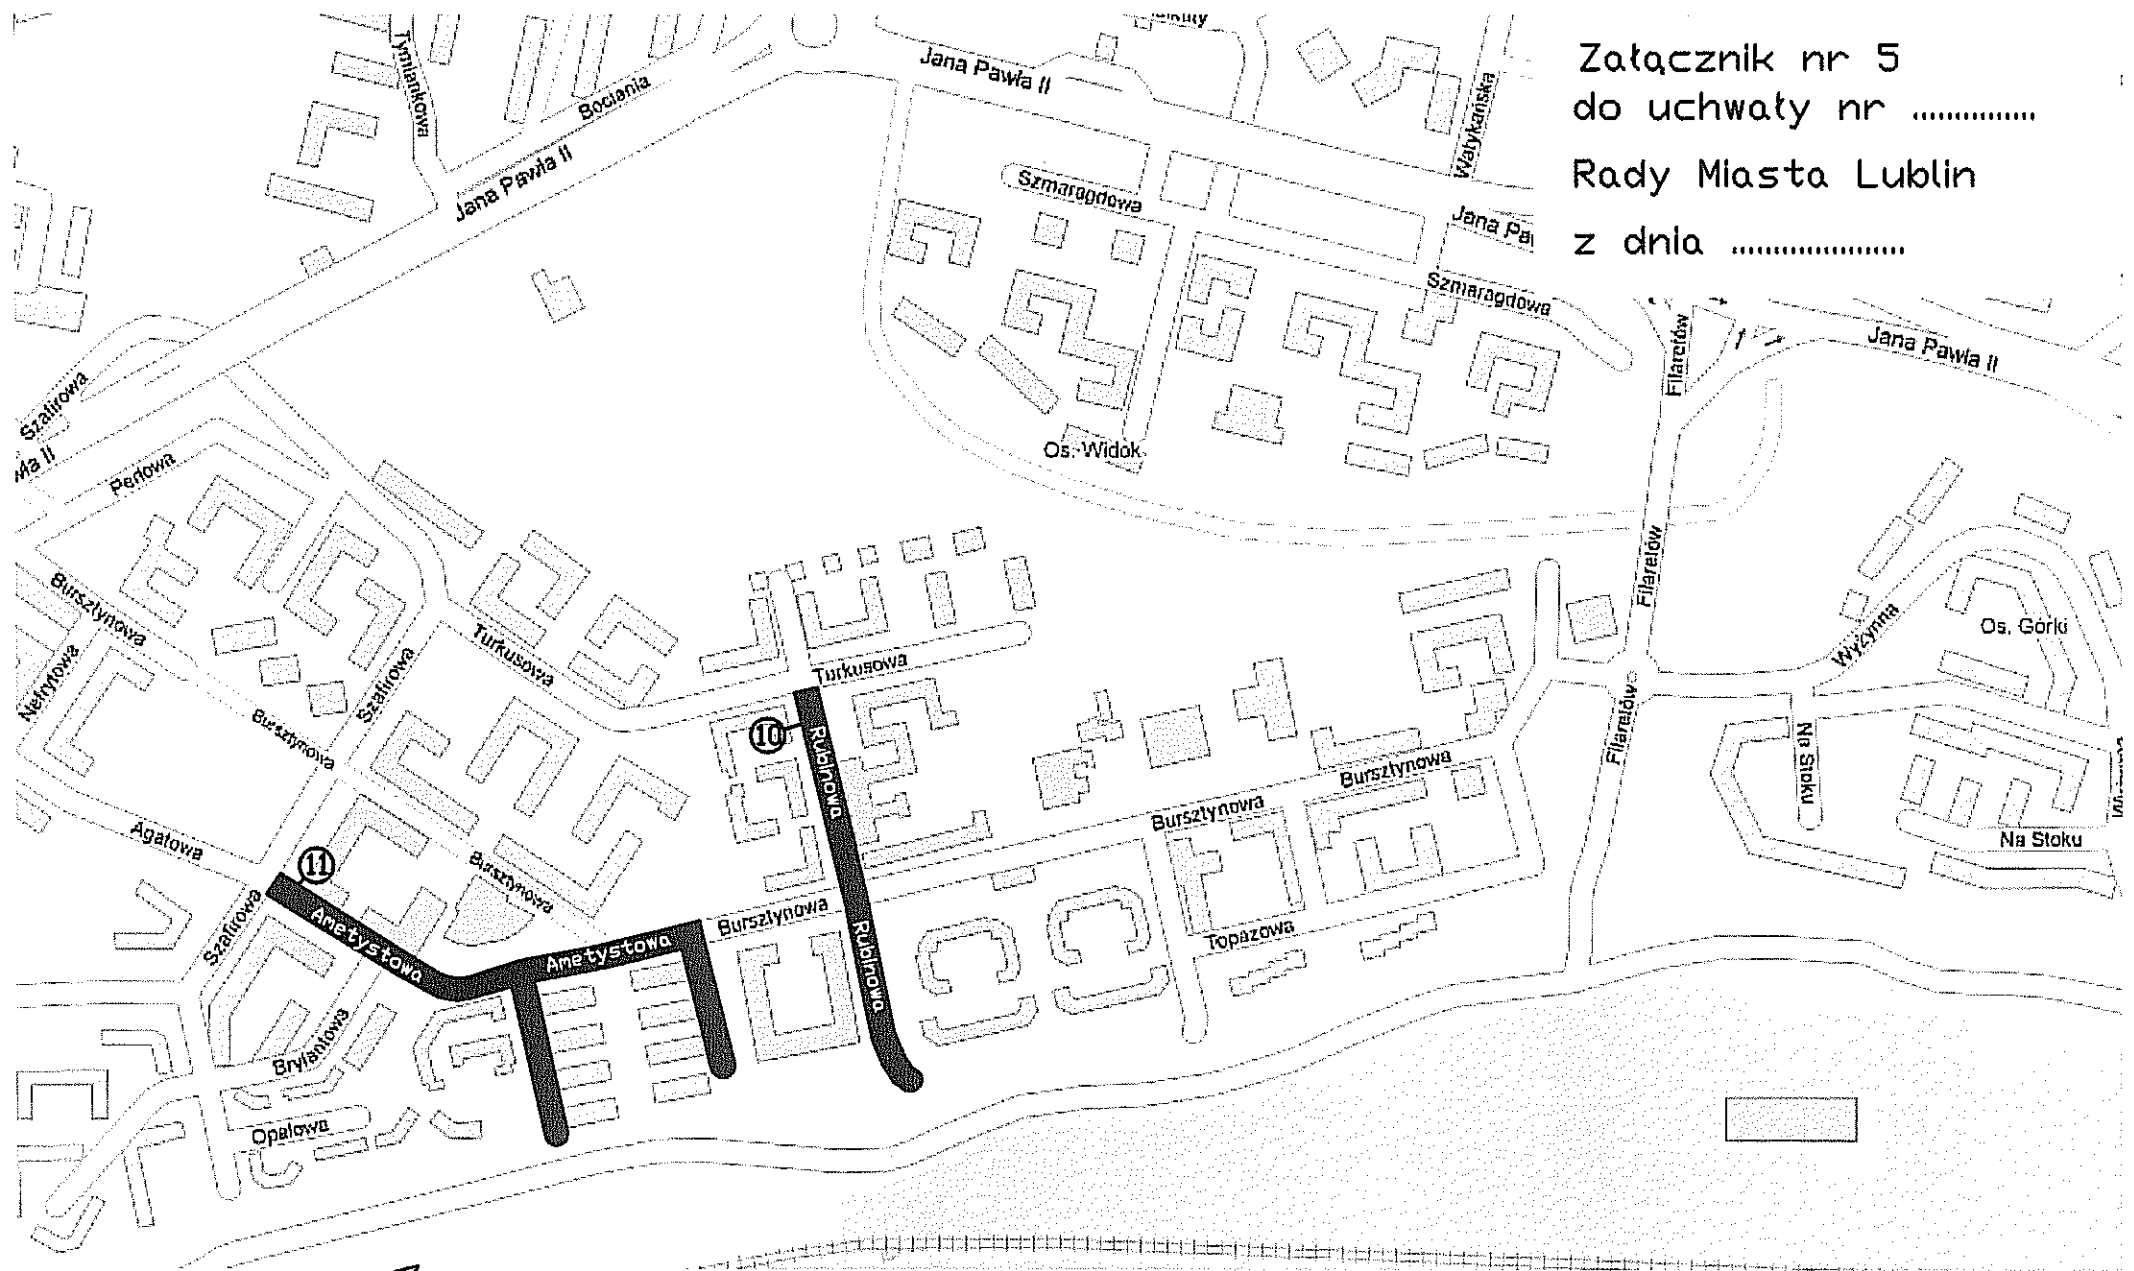 Załącznik nr 5
do uchwały nr ...............
Rady Miasta Lublin
z dnia .....................
Tymiankowa
Bociania
Jana Pawła II
Jana Pawła II
Watykańska
Szmaragdowa
Jana Pa
Szmaragdowa
Filaretów
Jana Pawła II
Szafirowa
wła II
Perłowa
Os. Widok
Filaretów
Bursztynowa
Nefrytowa
Szafirowa
Turkusowa
Turkusowa
Wyżynna
Os. Górki
Bursztynowa
10
Rubinowa
Filaretów
Na Stoku
Bursztynowa
Bursztynowa
Agatowa
11
Bursztynowa
Na Stoku
Szafirowa
Ametystowa
Ametystowa
Bursztynowa
Rubinowa
Topazowa
Brylantowa
Opalowa